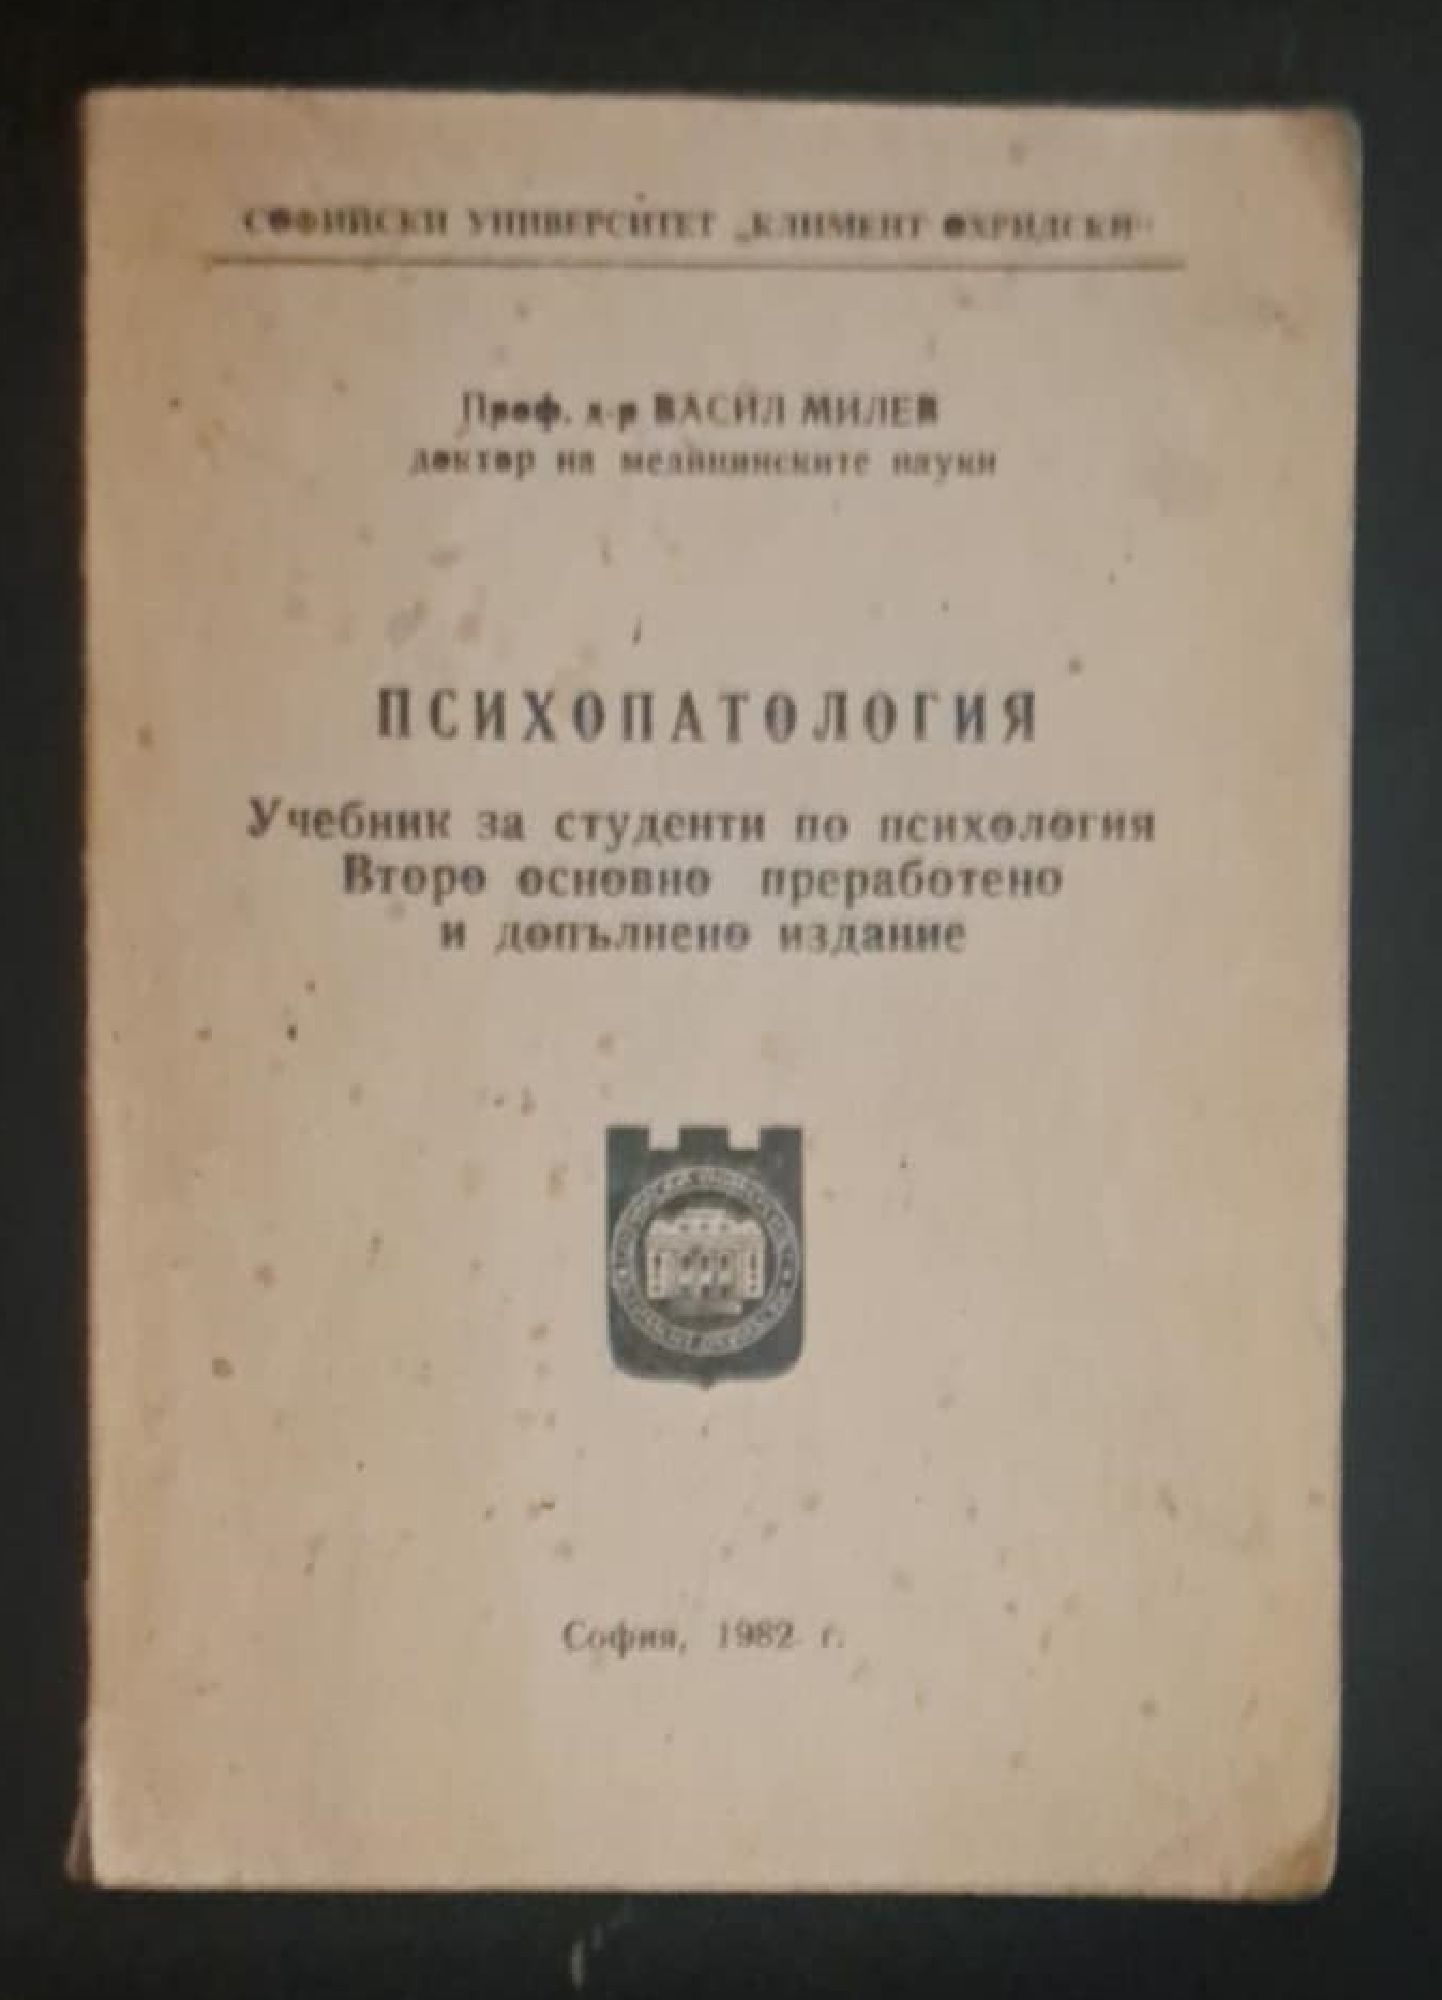 СОФИЙСКИ УНИВЕРСИТЕТ „КЛИМЕНТ ОХРИДСКИ“
Проф. д-р ВАСИЛ МИЛЕВ
доктор на медицинските науки
ПСИХОПАТОЛОГИЯ
Учебник за студенти по психология
Второ основно преработено
и допълнено издание
София, 1982 г.